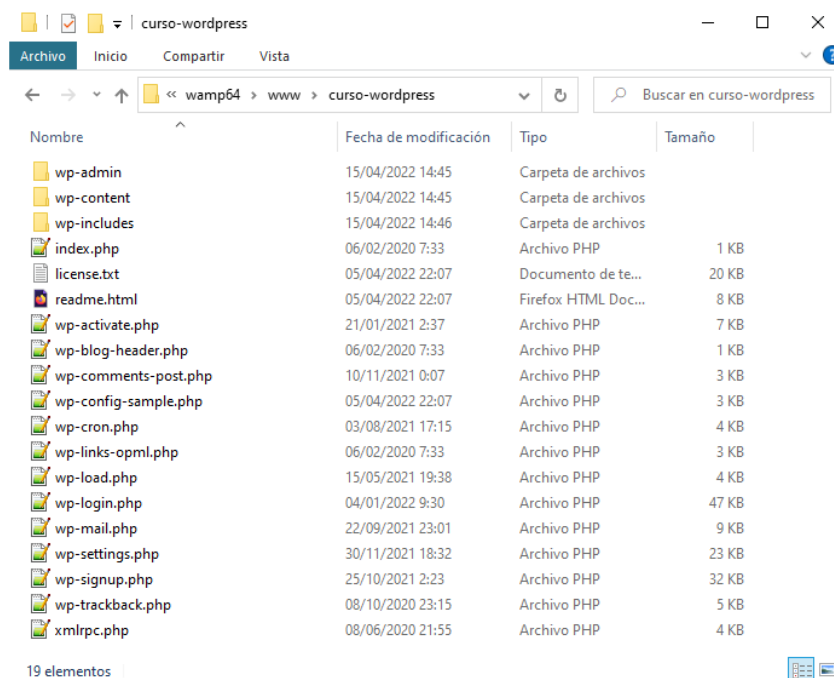 curso-wordpress
Archivo Inicio Compartir Vista
« wamp64 > www > curso-wordpress Buscar en curso-wordpress
Nombre Fecha de modificación Tipo Tamaño
wp-admin 15/04/2022 14:45 Carpeta de archivos
wp-content 15/04/2022 14:45 Carpeta de archivos
wp-includes 15/04/2022 14:46 Carpeta de archivos
index.php 06/02/2020 7:33 Archivo PHP 1 KB
license.txt 05/04/2022 22:07 Documento de te... 20 KB
readme.html 05/04/2022 22:07 Firefox HTML Doc... 8 KB
wp-activate.php 21/01/2021 2:37 Archivo PHP 7 KB
wp-blog-header.php 06/02/2020 7:33 Archivo PHP 1 KB
wp-comments-post.php 10/11/2021 0:07 Archivo PHP 3 KB
wp-config-sample.php 05/04/2022 22:07 Archivo PHP 3 KB
wp-cron.php 03/08/2021 17:15 Archivo PHP 4 KB
wp-links-opml.php 06/02/2020 7:33 Archivo PHP 3 KB
wp-load.php 15/05/2021 19:38 Archivo PHP 4 KB
wp-login.php 04/01/2022 9:30 Archivo PHP 47 KB
wp-mail.php 22/09/2021 23:01 Archivo PHP 9 KB
wp-settings.php 30/11/2021 18:32 Archivo PHP 23 KB
wp-signup.php 25/10/2021 2:23 Archivo PHP 32 KB
wp-trackback.php 08/10/2020 23:15 Archivo PHP 5 KB
xmlrpc.php 08/06/2020 21:55 Archivo PHP 4 KB
19 elementos